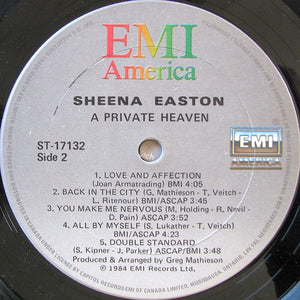 EMI
America
SHEENA EASTON
A PRIVATE HEAVEN
ST-17132
Side 2
EMI
AMERICA
1. LOVE AND AFFECTION
(Joan Armatrading) BMI 4:05
2. BACK IN THE CITY (G. Mathieson - T. Veitch -
L. Ritenour) BMI/ASCAP 3:52
3. YOU MAKE ME NERVOUS (M. Holding - R. Nevil -
D. Pain) ASCAP 3:52
4. ALL BY MYSELF (S. Lukather - T. Veitch)
BMI/ASCAP 4:23
5. DOUBLE STANDARD
(S. Kipner - J. Parker) ASCAP/BMI 3:48
Produced & Arranged by Greg Mathieson
℗ 1984 EMI Records Ltd.